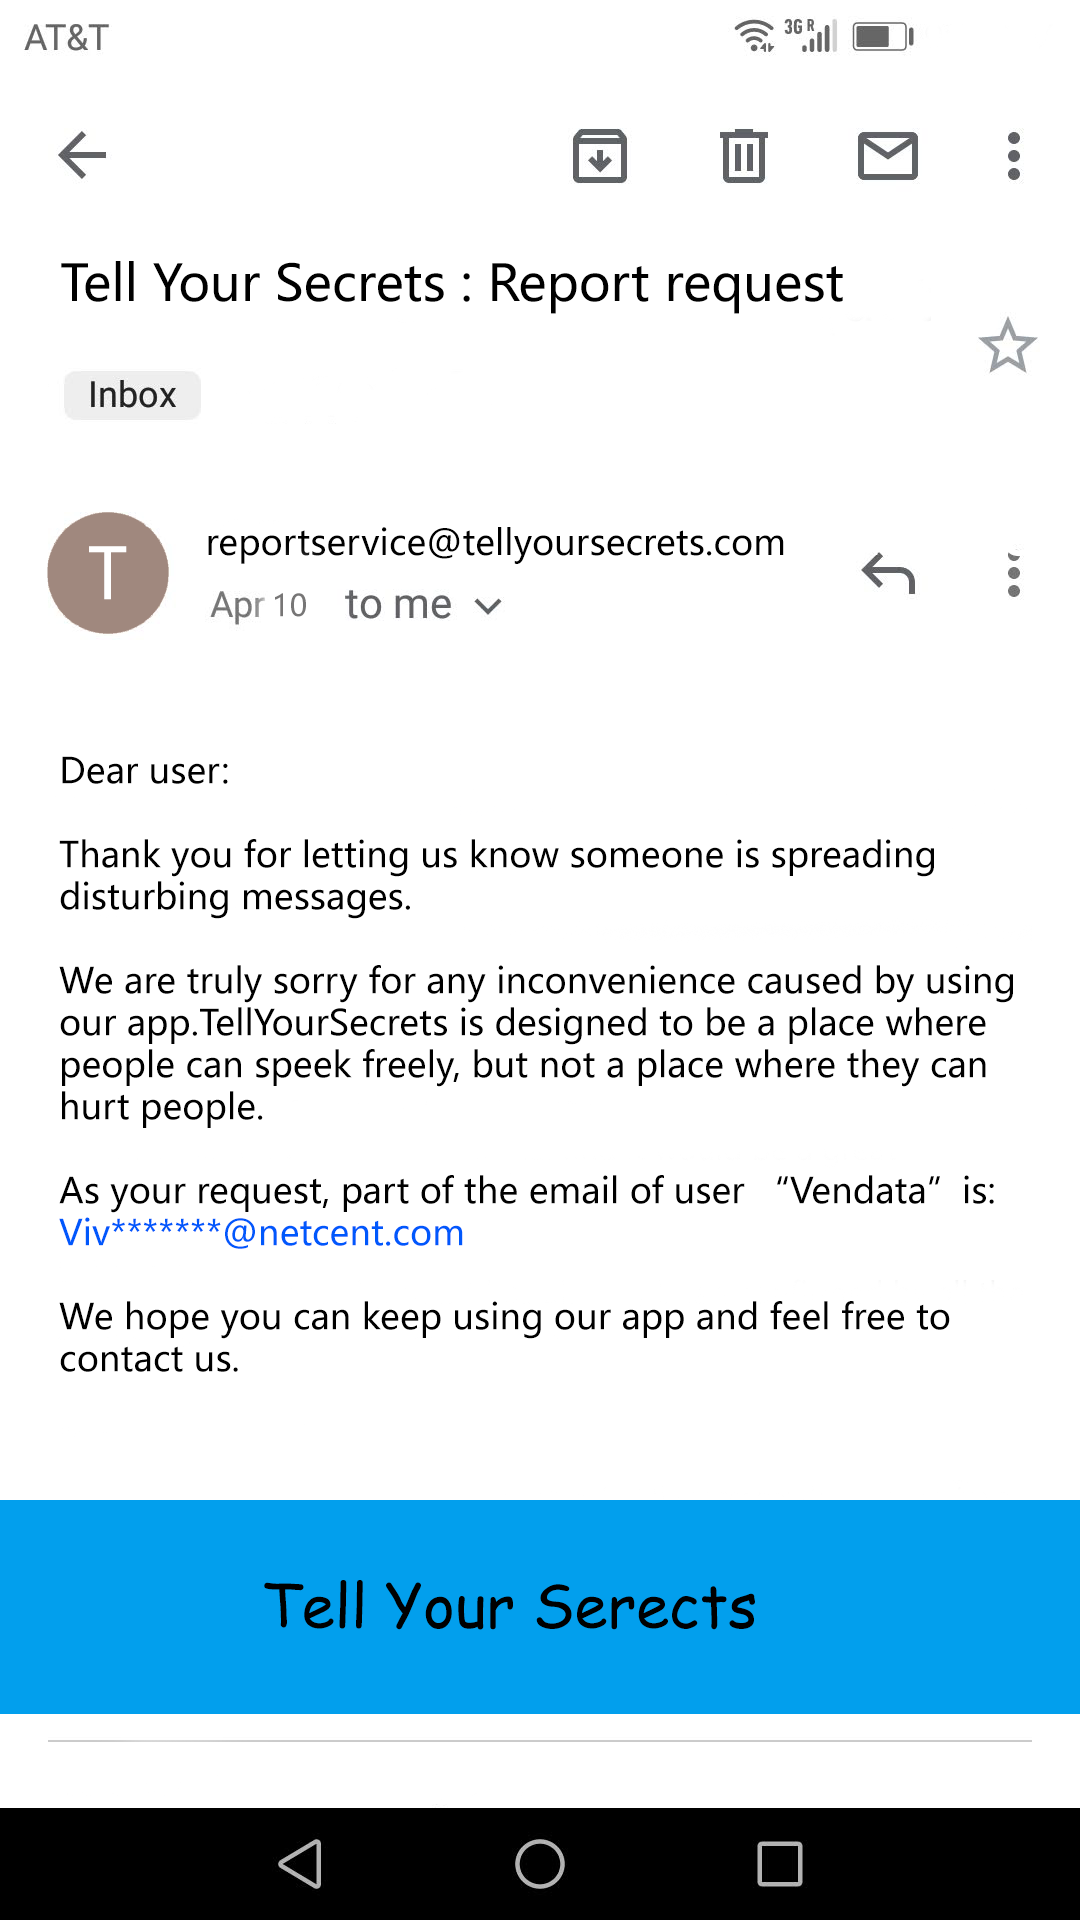 AT&T
3G R
Tell Your Secrets : Report request
Inbox
T
reportservice@tellyoursecrets.com
Apr 10 to me
Dear user:
Thank you for letting us know someone is spreading
disturbing messages.
We are truly sorry for any inconvenience caused by using
our app.TellYourSecrets is designed to be a place where
people can speek freely, but not a place where they can
hurt people.
As your request, part of the email of user “Vendata” is:
Viv*******@netcent.com
We hope you can keep using our app and feel free to
contact us.
Tell Your Serects